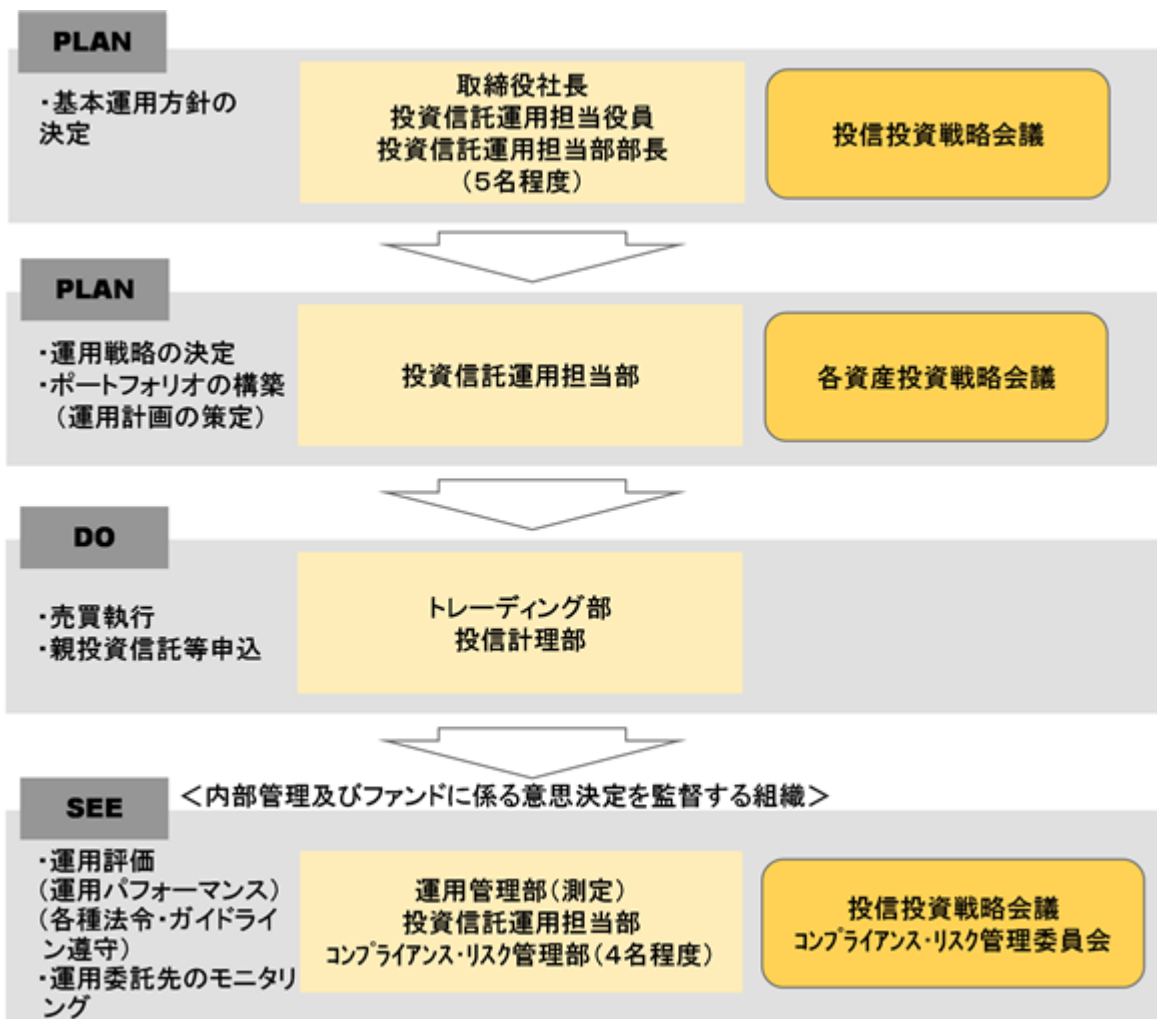 PLAN
・基本運用方針の
決定
取締役社長
投資信託運用担当役員
投資信託運用担当部部長
(5名程度)
投信投資戦略会議
PLAN
・運用戦略の決定
・ポートフォリオの構築
(運用計画の策定)
投資信託運用担当部
各資産投資戦略会議
DO
・売買執行
・親投資信託等申込
トレーディング部
投信計理部
SEE
<内部管理及びファンドに係る意思決定を監督する組織>
・運用評価
(運用パフォーマンス)
(各種法令・ガイドライ
ン遵守)
・運用委託先のモニタリ
ング
運用管理部(測定)
投資信託運用担当部
コンプライアンス・リスク管理部(4名程度)
投信投資戦略会議
コンプライアンス・リスク管理委員会